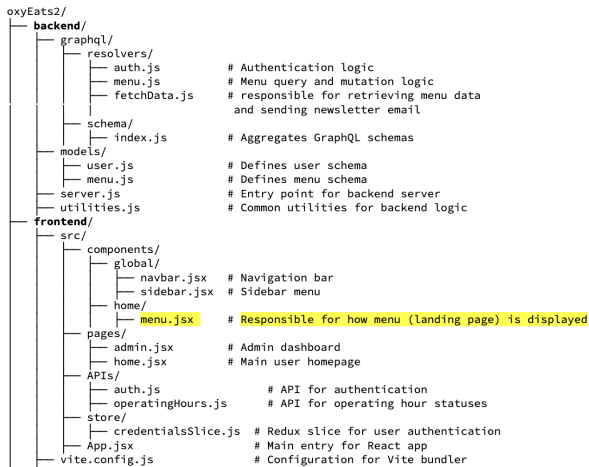 oxyEats2/
├── backend/
│   ├── graphql/
│   │   ├── resolvers/
│   │   │   ├── auth.js # Authentication logic
│   │   │   ├── menu.js # Menu query and mutation logic
│   │   │   ├── fetchData.js # responsible for retrieving menu data
│   │   │   and sending newsletter email
│   │   ├── schema/
│   │   │   ├── index.js # Aggregates GraphQL schemas
│   ├── models/
│   │   ├── user.js # Defines user schema
│   │   ├── menu.js # Defines menu schema
│   ├── server.js # Entry point for backend server
│   ├── utilities.js # Common utilities for backend logic
├── frontend/
│   ├── src/
│   │   ├── components/
│   │   │   ├── global/
│   │   │   │   ├── navbar.jsx # Navigation bar
│   │   │   │   ├── sidebar.jsx # Sidebar menu
│   │   │   ├── home/
│   │   │   │   ├── menu.jsx # Responsible for how menu (landing page) is displayed
│   │   ├── pages/
│   │   │   ├── admin.jsx # Admin dashboard
│   │   │   ├── home.jsx # Main user homepage
│   │   ├── APIs/
│   │   │   ├── auth.js # API for authentication
│   │   │   ├── operatingHours.js # API for operating hour statuses
│   │   ├── store/
│   │   │   ├── credentialsSlice.js # Redux slice for user authentication
│   │   ├── App.jsx # Main entry for React app
│   ├── vite.config.js # Configuration for Vite bundler